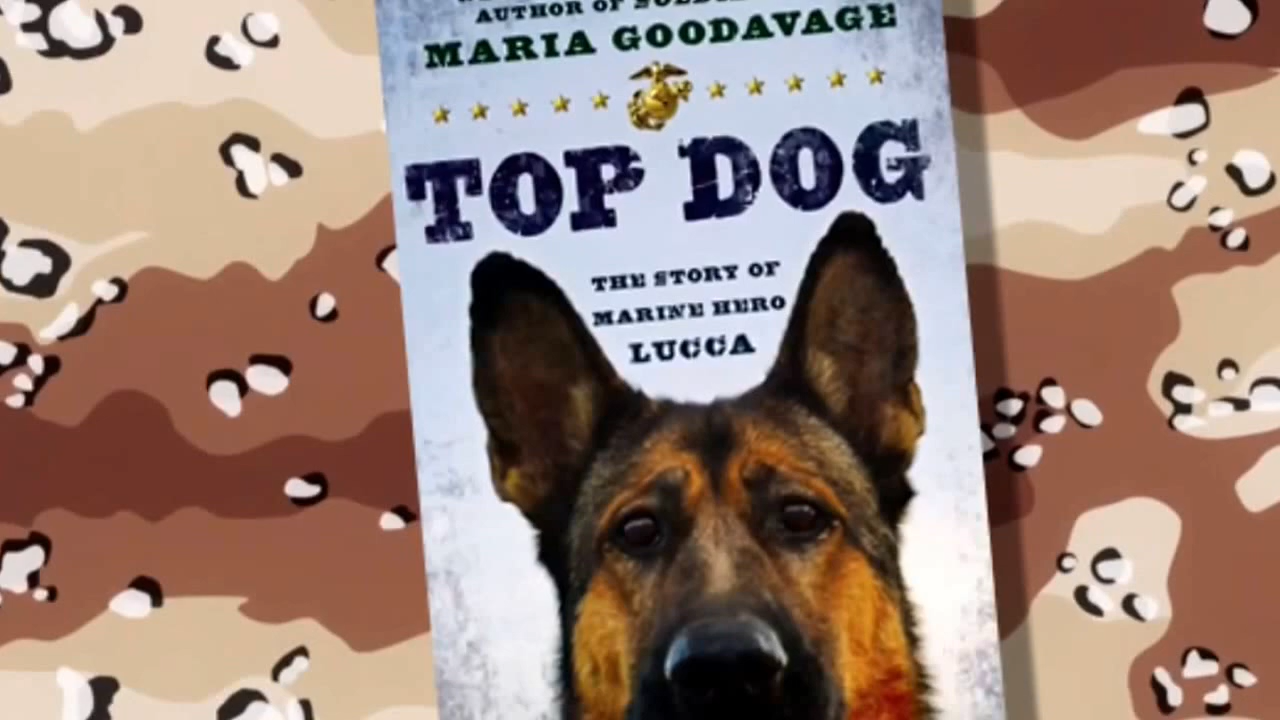 AUTHOR OF
MARIA GOODAVAGE
TOP DOG
THE STORY OF
MARINE HERO
LUCCA